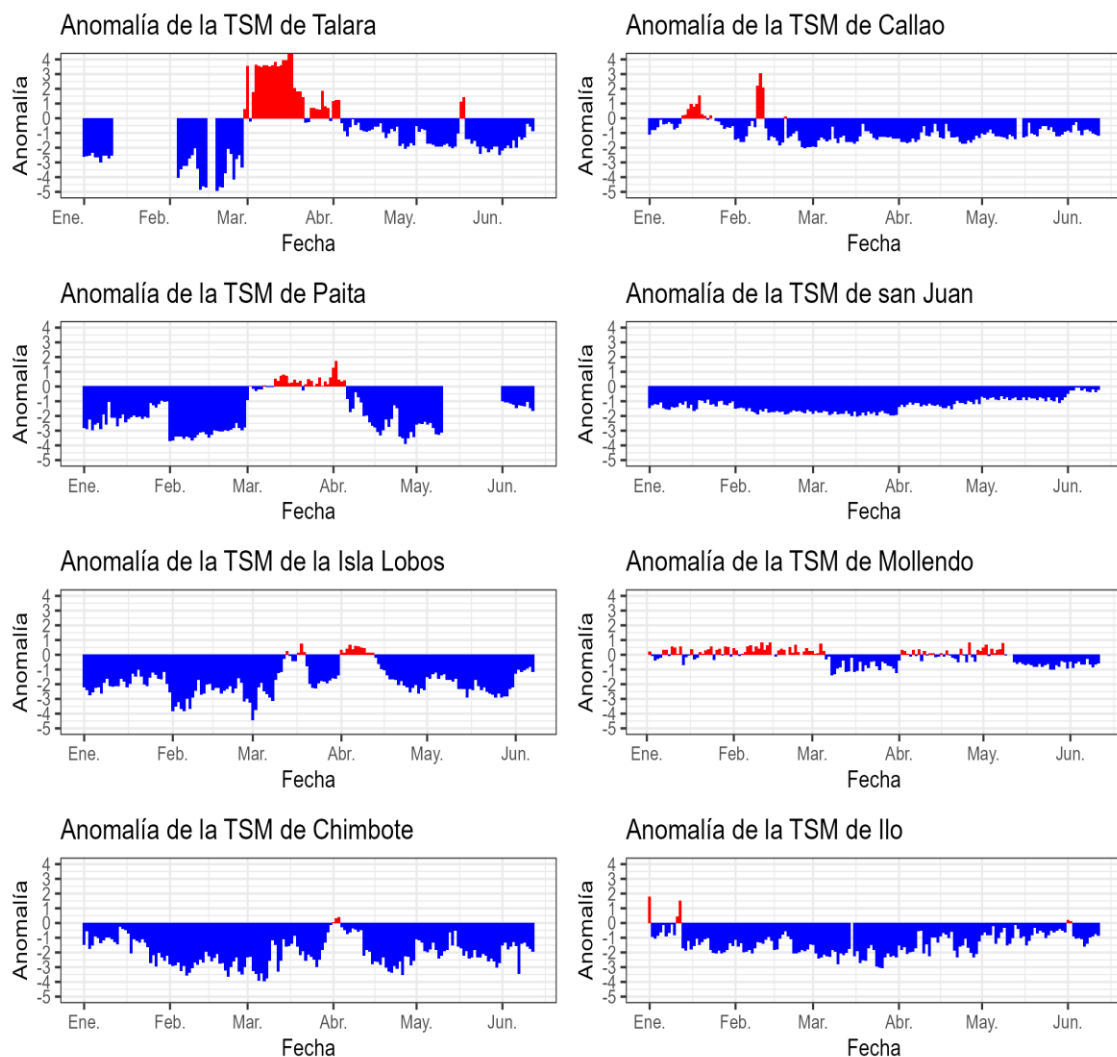 Anomalía de la TSM de Talara
Anomalía
4
3
2
1
0
-1
-2
-3
-4
-5
Ene. Feb. Mar. Abr. May. Jun.
Fecha
Anomalía de la TSM de Callao
Anomalía
4
3
2
1
0
-1
-2
-3
-4
-5
Ene. Feb. Mar. Abr. May. Jun.
Fecha
Anomalía de la TSM de Paita
Anomalía
4
3
2
1
0
-1
-2
-3
-4
-5
Ene. Feb. Mar. Abr. May. Jun.
Fecha
Anomalía de la TSM de san Juan
Anomalía
4
3
2
1
0
-1
-2
-3
-4
-5
Ene. Feb. Mar. Abr. May. Jun.
Fecha
Anomalía de la TSM de la Isla Lobos
Anomalía
4
3
2
1
0
-1
-2
-3
-4
-5
Ene. Feb. Mar. Abr. May. Jun.
Fecha
Anomalía de la TSM de Mollendo
Anomalía
4
3
2
1
0
-1
-2
-3
-4
-5
Ene. Feb. Mar. Abr. May. Jun.
Fecha
Anomalía de la TSM de Chimbote
Anomalía
4
3
2
1
0
-1
-2
-3
-4
-5
Ene. Feb. Mar. Abr. May. Jun.
Fecha
Anomalía de la TSM de Ilo
Anomalía
4
3
2
1
0
-1
-2
-3
-4
-5
Ene. Feb. Mar. Abr. May. Jun.
Fecha